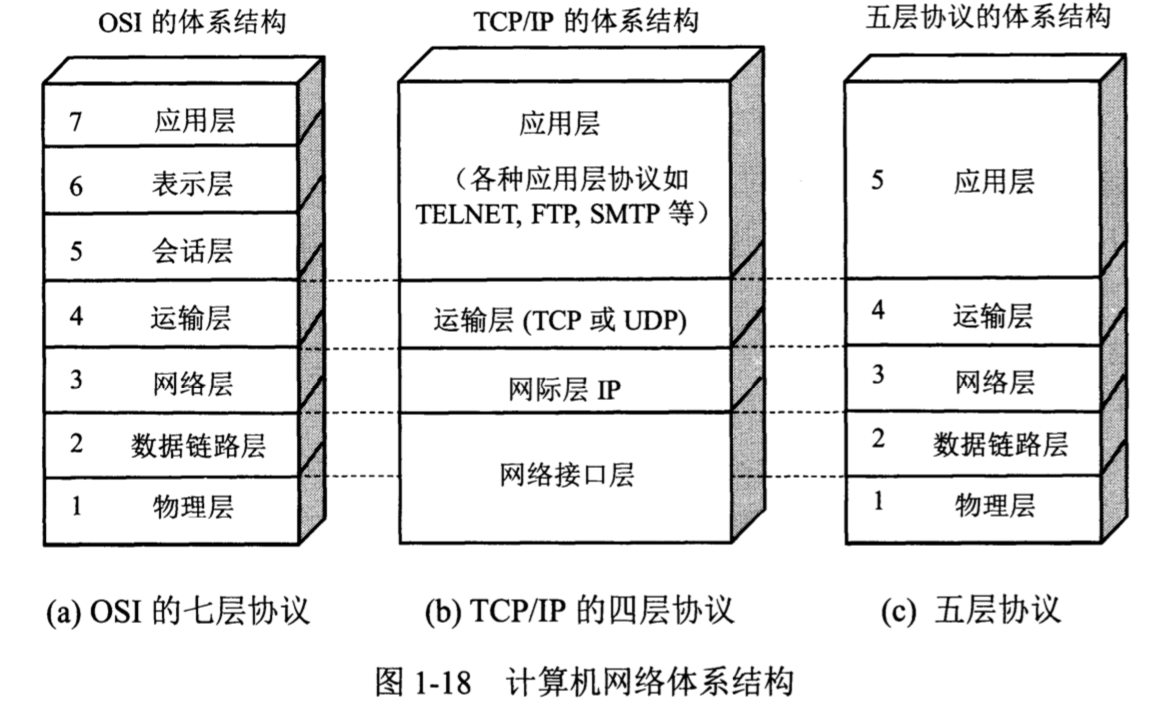 OSI 的体系结构
TCP/IP 的体系结构
五层协议的体系结构
7 应用层
6 表示层
5 会话层
4 运输层
3 网络层
2 数据链路层
1 物理层
应用层
(各种应用层协议如
TELNET, FTP, SMTP 等)
运输层 (TCP 或 UDP)
网际层 IP
网络接口层
5 应用层
4 运输层
3 网络层
2 数据链路层
1 物理层
(a) OSI 的七层协议
(b) TCP/IP 的四层协议
(c) 五层协议
图 1-18 计算机网络体系结构